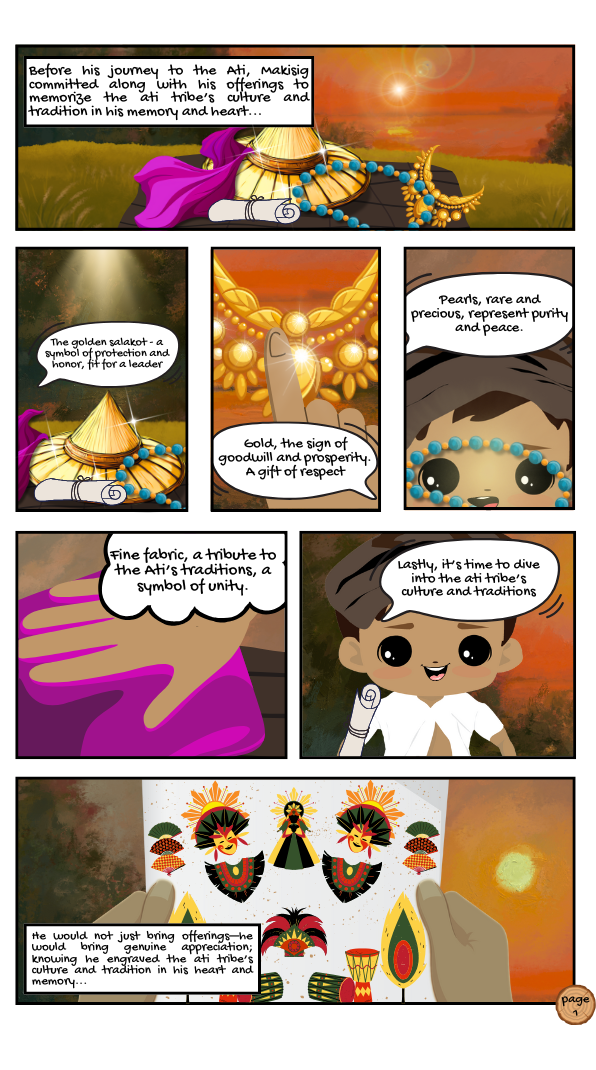 Before his journey to the Ati, Makisig
committed along with his offerings to
memorize the ati tribe's culture and
tradition in his memory and heart...
The golden salakot - a
symbol of protection and
honor, fit for a leader
Gold, the sign of
goodwill and prosperity.
A gift of respect
Pearls, rare and
precious, represent purity
and peace.
Fine fabric, a tribute to
the Ati's traditions, a
symbol of unity.
Lastly, it's time to dive
into the ati tribe's
culture and traditions
He would not just bring offerings—he
would bring genuine appreciation;
knowing he engraved the ati tribe's
culture and tradition in his heart and
memory...
page
1